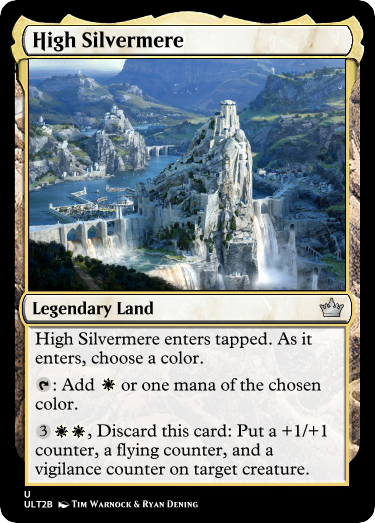 High Silvermere
Legendary Land
High Silvermere enters tapped. As it
enters, choose a color.
: Add or one mana of the chosen
color.
3 , Discard this card: Put a +1/+1
counter, a flying counter, and a
vigilance counter on target creature.
U
ULT2B Tim Warnock & Ryan Dening